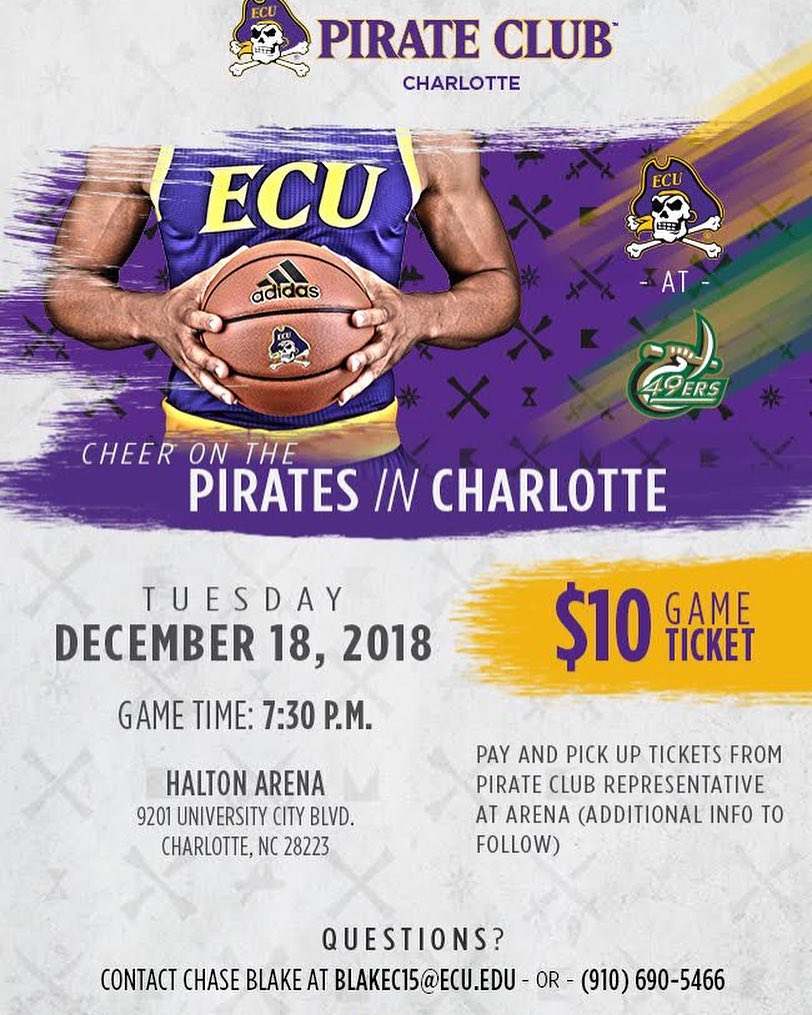 ECU
PIRATE CLUB™
CHARLOTTE
ECU
adidas
ECU
ECU
- AT -
49ERS
CHEER ON THE
PIRATES IN CHARLOTTE
TUESDAY
DECEMBER 18, 2018
GAME TIME: 7:30 P.M.
HALTON ARENA
9201 UNIVERSITY CITY BLVD.
CHARLOTTE, NC 28223
$10 GAME
TICKET
PAY AND PICK UP TICKETS FROM
PIRATE CLUB REPRESENTATIVE
AT ARENA (ADDITIONAL INFO TO
FOLLOW)
QUESTIONS?
CONTACT CHASE BLAKE AT BLAKEC15@ECU.EDU - OR - (910) 690-5466